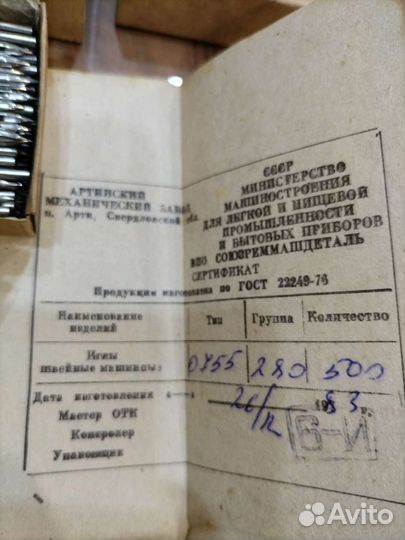 АРТИНСКИЙ
МЕХАНИЧЕСКИЙ ЗАВОД
п. Арти, Свердловской обл.
СССР
МИНИСТЕРСТВО
МАШИНОСТРОЕНИЯ
ДЛЯ ЛЕГКОЙ И ПИЩЕВОЙ
ПРОМЫШЛЕННОСТИ
И БЫТОВЫХ ПРИБОРОВ
ВПО СОЮЗРЕММАШДЕТАЛЬ
СЕРТИФИКАТ
Продукция изготовлена по ГОСТ 22249-76
Наименование изделий Тип Группа Количество
Иглы швейные машинные 0755 280 500
Дата изготовления 26/12 1983 г.
Мастер ОТК
Контролер
Упаковщик
6-И
Avito